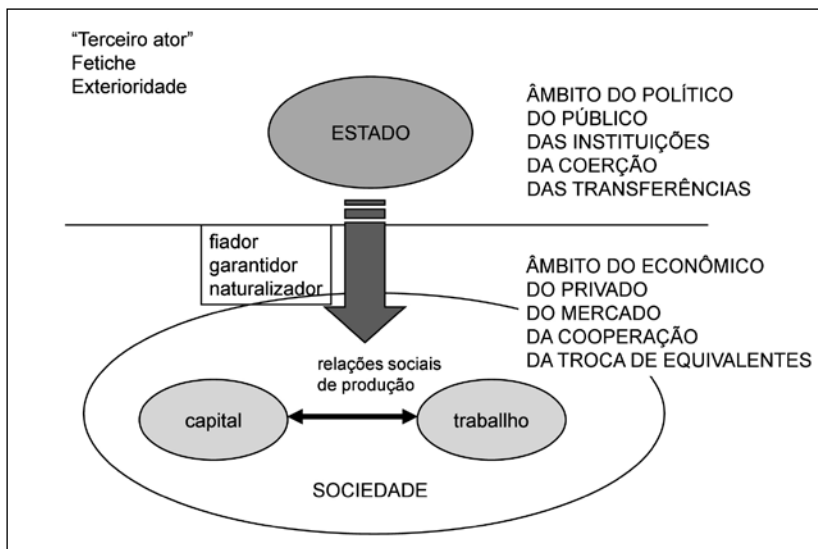 “Terceiro ator”
Fetiche
Exterioridade
ESTADO
ÂMBITO DO POLÍTICO
DO PÚBLICO
DAS INSTITUIÇÕES
DA COERÇÃO
DAS TRANSFERÊNCIAS
fiador
garantidor
naturalizador
ÂMBITO DO ECONÔMICO
DO PRIVADO
DO MERCADO
DA COOPERAÇÃO
DA TROCA DE EQUIVALENTES
relações sociais
de produção
capital
traballho
SOCIEDADE